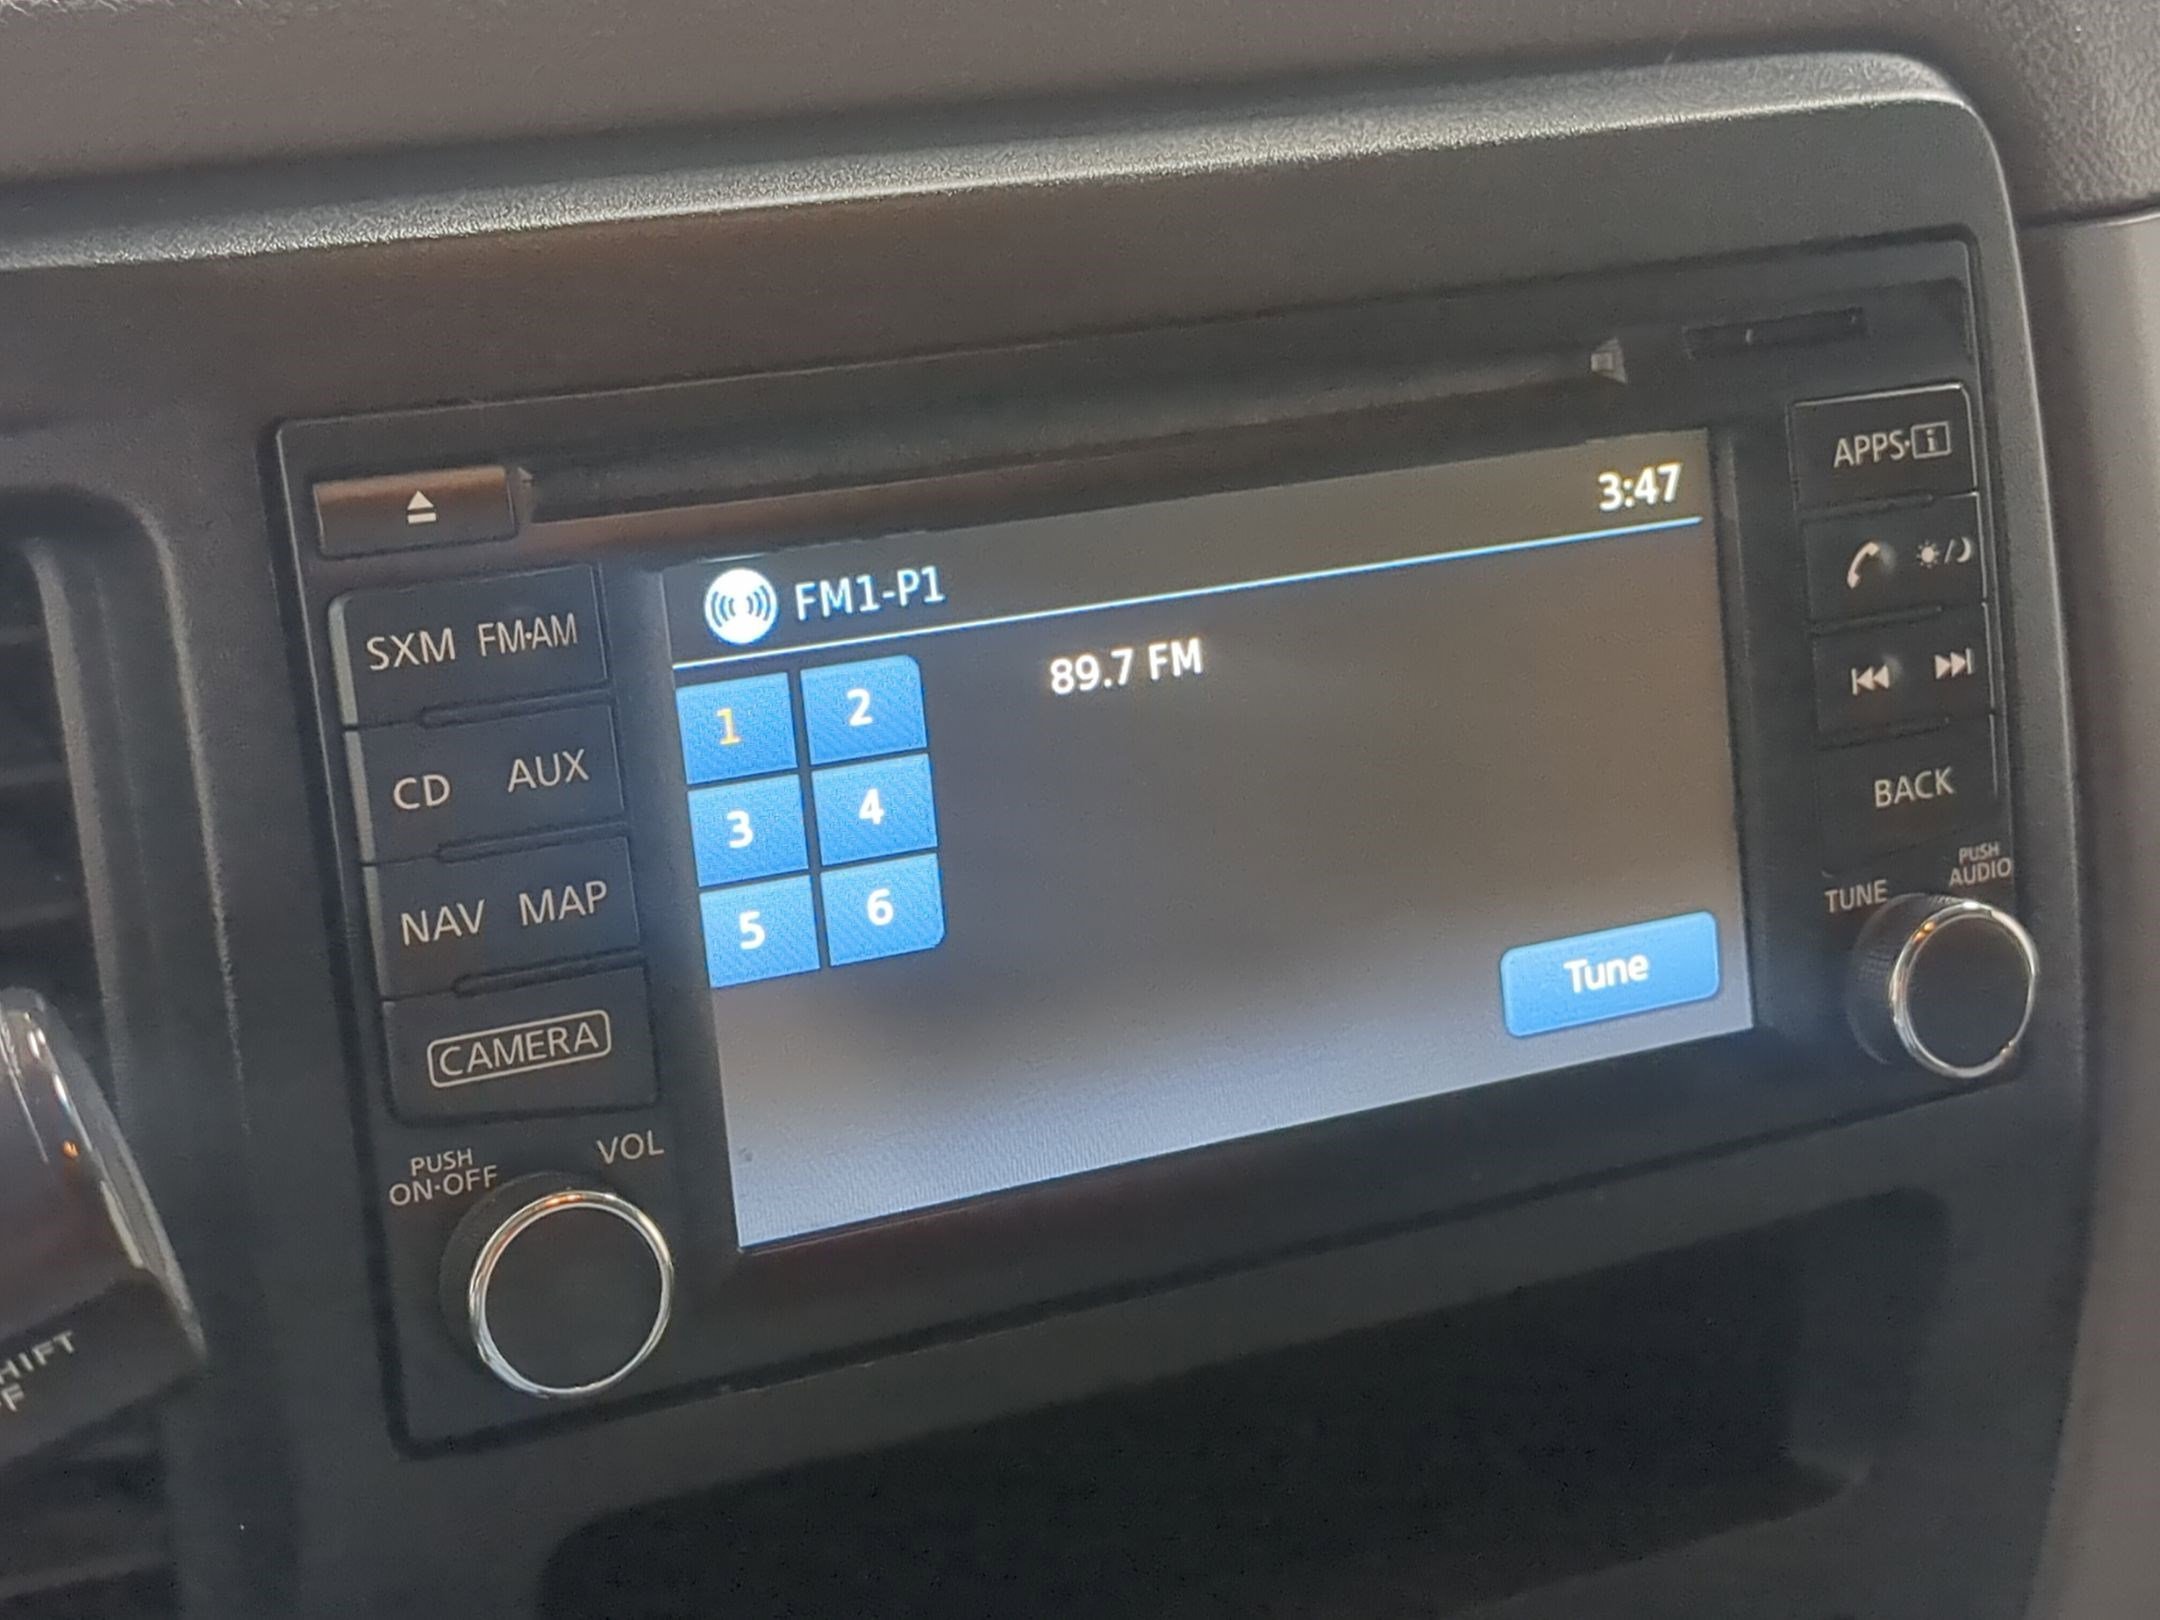 3:47
FM1-P1
89.7 FM
1 2
3 4
5 6
Tune
SXM FM·AM
CD AUX
NAV MAP
CAMERA
PUSH
ON·OFF
VOL
APPS·i
BACK
TUNE
PUSH
AUDIO
HIFT
F